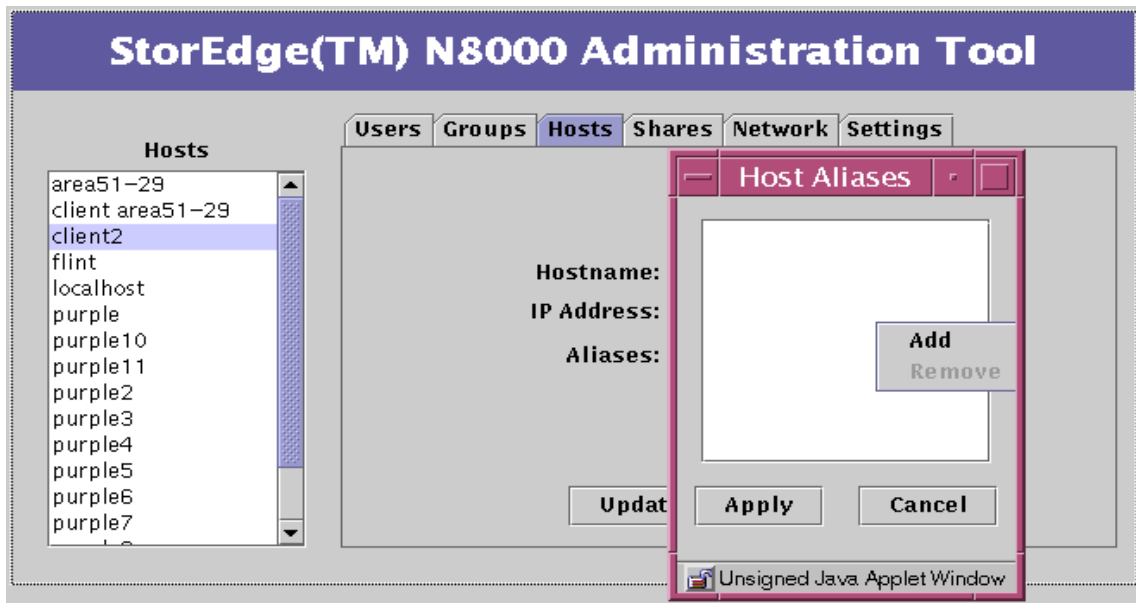 StorEdge(TM) N8000 Administration Tool
Users Groups Hosts Shares Network Settings
Hosts
area51-29
client area51-29
client2
flint
localhost
purple
purple10
purple11
purple2
purple3
purple4
purple5
purple6
purple7
Hostname:
IP Address:
Aliases:
Updat
Host Aliases
Add
Remove
Apply Cancel
Unsigned Java Applet Window